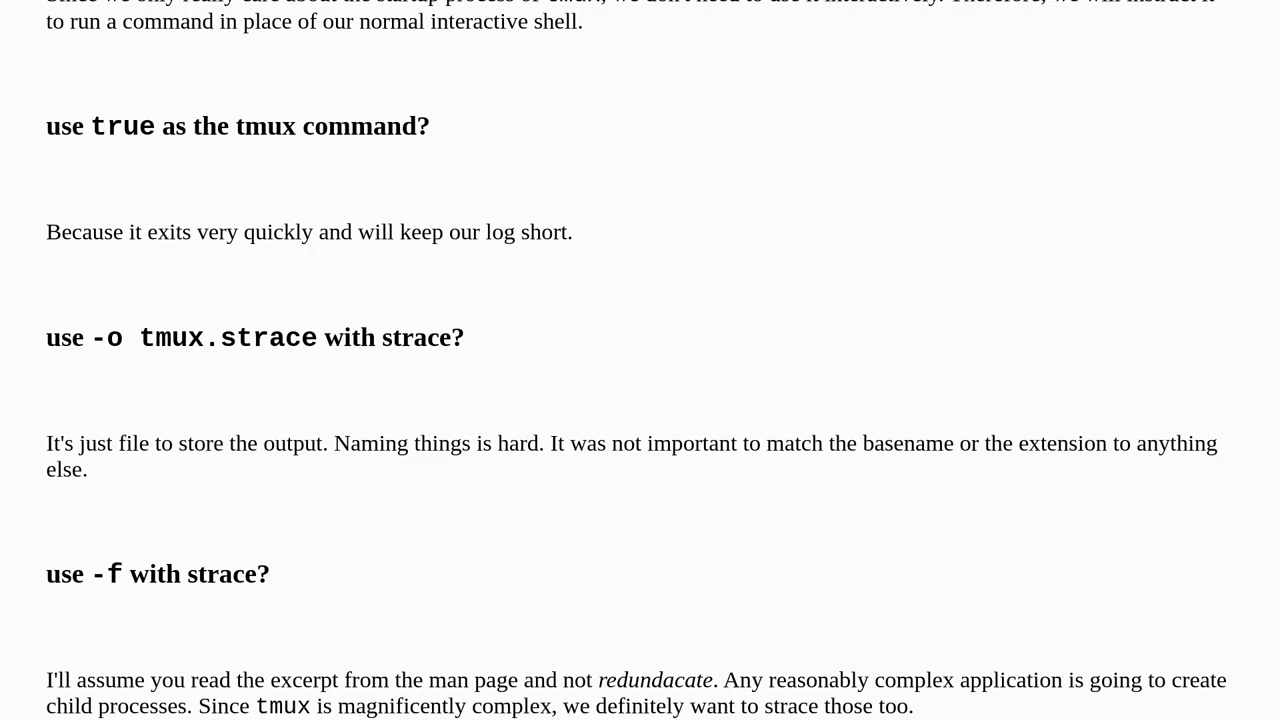 to run a command in place of our normal interactive shell.
use true as the tmux command?
Because it exits very quickly and will keep our log short.
use -o tmux.strace with strace?
It's just file to store the output. Naming things is hard. It was not important to match the basename or the extension to anything
else.
use -f with strace?
I'll assume you read the excerpt from the man page and not redundacate. Any reasonably complex application is going to create
child processes. Since tmux is magnificently complex, we definitely want to strace those too.